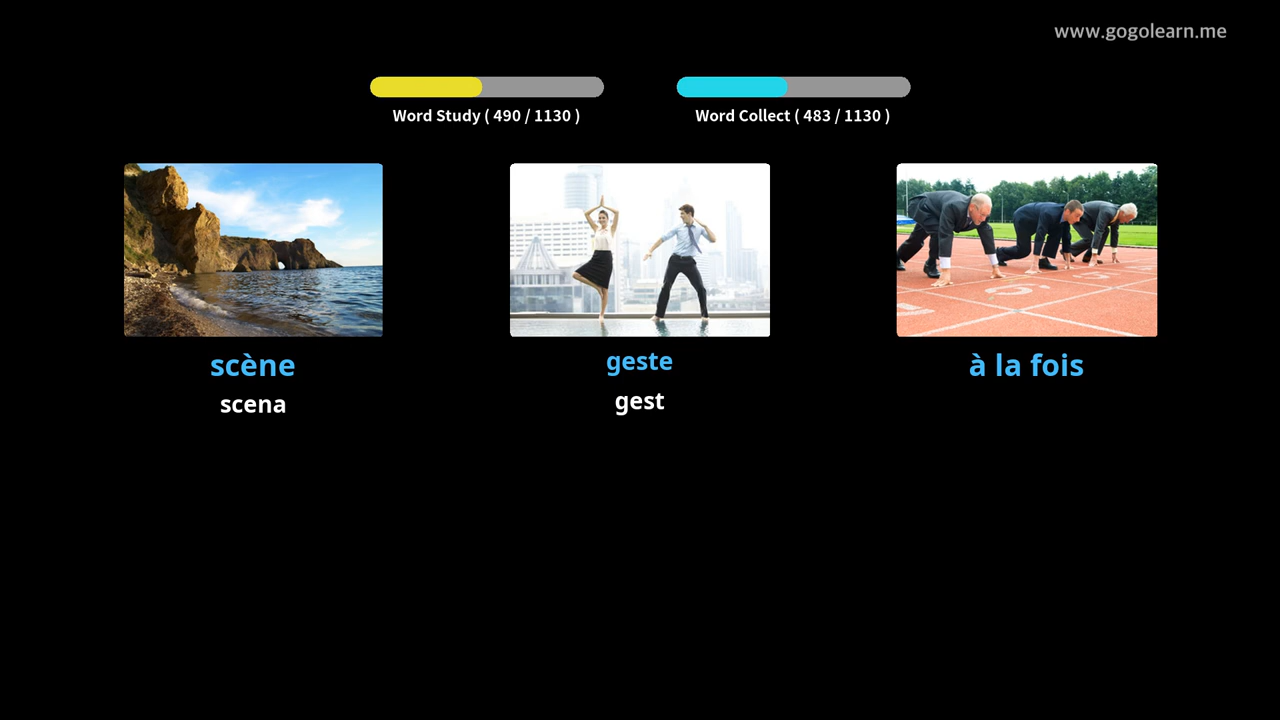 www.gogolearn.me
Word Study ( 490 / 1130 )
Word Collect ( 483 / 1130 )
scène
scena
geste
gest
à la fois